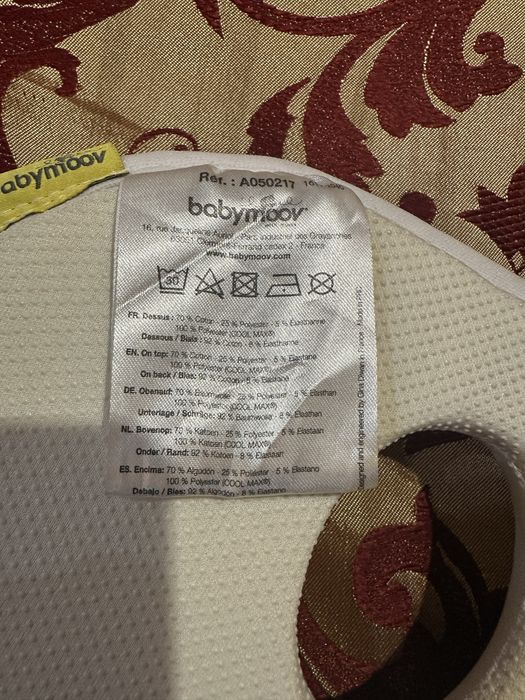 babymoov
Réf. : A050217
babymoov
16, rue Jacqueline Auriol - Parc industriel des Gravanches
63051 Clermont-Ferrand cedex 2 - France
www.babymoov.com
30
FR. Dessus : 70 % Coton - 25 % Polyester - 5 % Elasthanne
100 % Polyester (COOL MAX®)
Dessous / Biais : 92 % Coton - 8 % Elasthanne
EN. On top : 70 % Cotton - 25 % Polyester - 5 % Elastane
100 % Polyester (COOL MAX®)
On back / Bias: 92 % Cotton - 8 % Elastane
DE. Obenauf: 70 % Baumwolle - 25 % Polyester - 5 % Elasthan
100 % Polyester (COOL MAX®)
Unterlage / Schräge: 92 % Baumwolle - 8 % Elasthan
NL. Bovenop: 70 % Katoen - 25 % Polyester - 5 % Elastaan
100 % Katoen (COOL MAX®)
Onder / Rand: 92 % Katoen - 8 % Elastaan
ES. Encima: 70 % Algodón - 25 % Poliéster - 5 % Elastano
100 % Polyester (COOL MAX®)
Debajo / Bies: 92 % Algodón - 8 % Elastano
Designed and engineered by
in France. Made in PRC